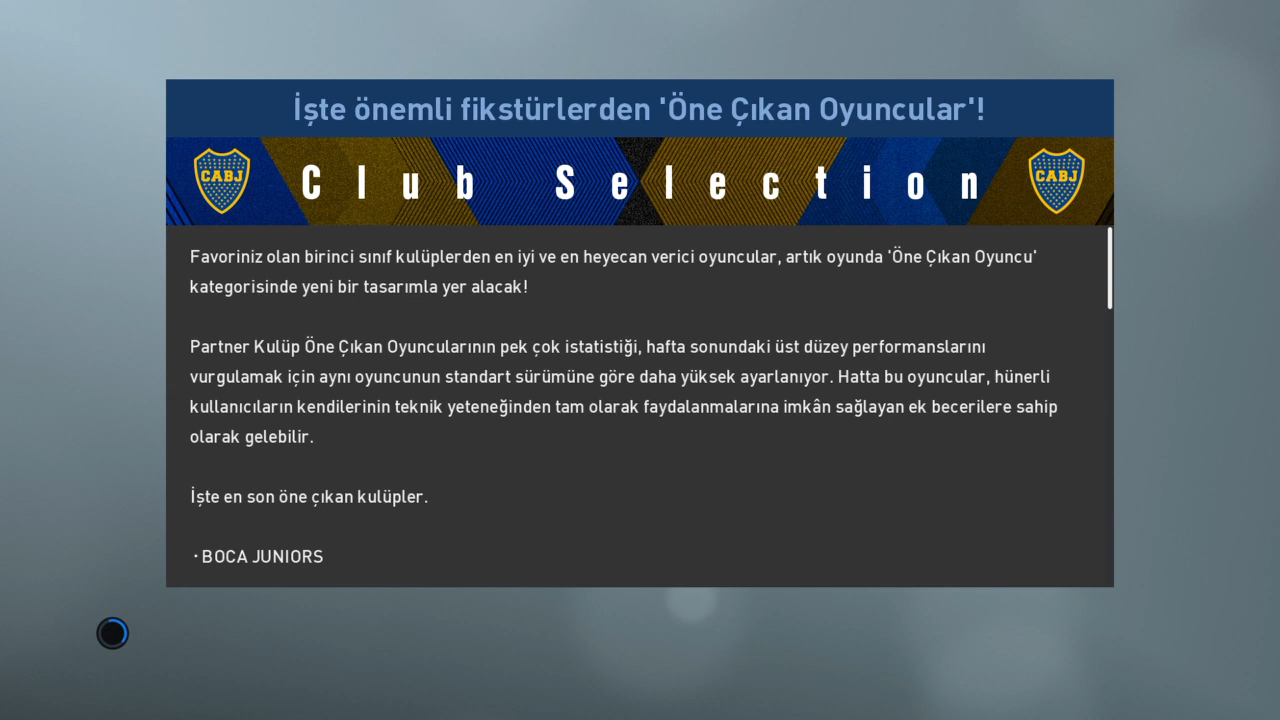 İşte önemli fikstürlerden 'Öne Çıkan Oyuncular'!
CABJ Club Selection CABJ
Favoriniz olan birinci sınıf kulüplerden en iyi ve en heyecan verici oyuncular, artık oyunda 'Öne Çıkan Oyuncu'
kategorisinde yeni bir tasarımla yer alacak!
Partner Kulüp Öne Çıkan Oyuncularının pek çok istatistiği, hafta sonundaki üst düzey performanslarını
vurgulamak için aynı oyuncunun standart sürümüne göre daha yüksek ayarlanıyor. Hatta bu oyuncular, hünerli
kullanıcıların kendilerinin teknik yeteneğinden tam olarak faydalanmalarına imkân sağlayan ek becerilere sahip
olarak gelebilir.
İşte en son öne çıkan kulüpler.
・BOCA JUNIORS